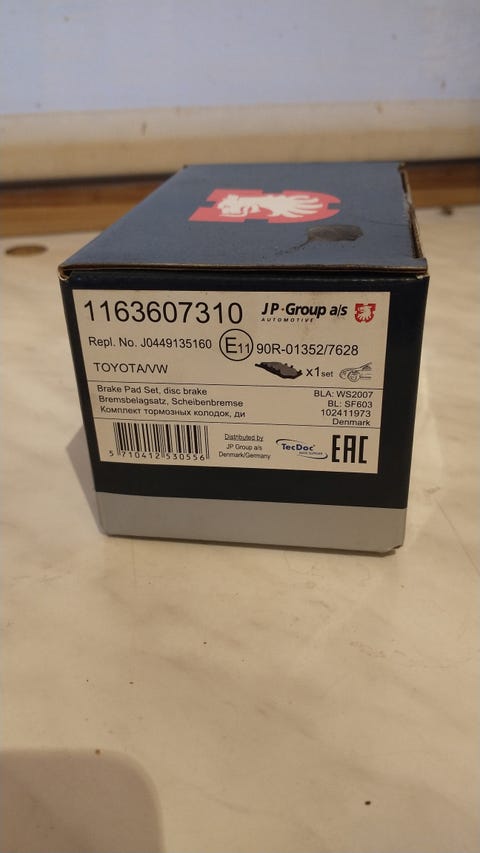 1163607310
JP·Group a/s
AUTOMOTIVE
Repl. No. J0449135160
E11 90R-01352/7628
TOYOTA/VW
x1set
Brake Pad Set, disc brake
Bremsbelagsatz, Scheibenbremse
Комплект тормозных колодок, ди
BLA: WS2007
BL: SF603
102411973
Denmark
5 710412 530556
Distributed by
JP Group a/s
Denmark/Germany
TecDoc
EAC